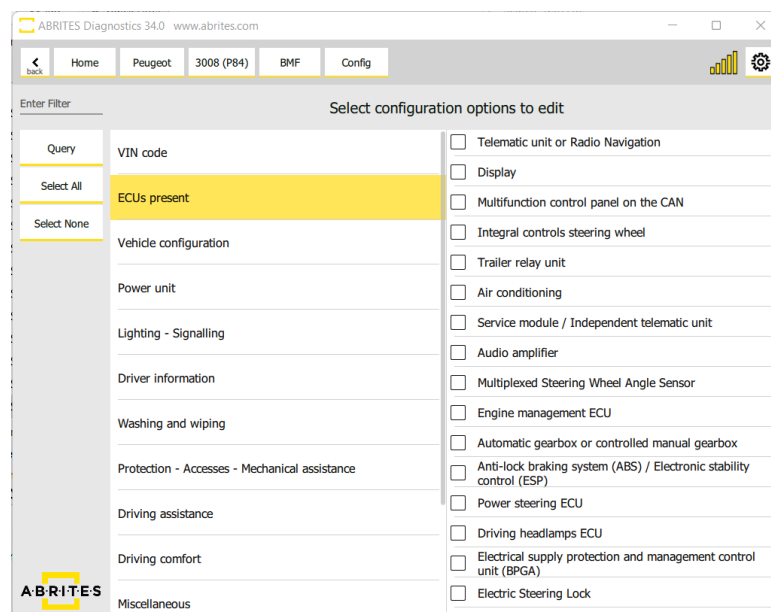 ABRITES Diagnostics 34.0 www.abrites.com
back
Home
Peugeot
3008 (P84)
BMF
Config
Enter Filter
Select configuration options to edit
Query
Select All
Select None
VIN code
ECUs present
Vehicle configuration
Power unit
Lighting - Signalling
Driver information
Washing and wiping
Protection - Accesses - Mechanical assistance
Driving assistance
Driving comfort
Miscellaneous
Telematic unit or Radio Navigation
Display
Multifunction control panel on the CAN
Integral controls steering wheel
Trailer relay unit
Air conditioning
Service module / Independent telematic unit
Audio amplifier
Multiplexed Steering Wheel Angle Sensor
Engine management ECU
Automatic gearbox or controlled manual gearbox
Anti-lock braking system (ABS) / Electronic stability
control (ESP)
Power steering ECU
Driving headlamps ECU
Electrical supply protection and management control
unit (BPGA)
Electric Steering Lock
A·B·R·I·T·E·S